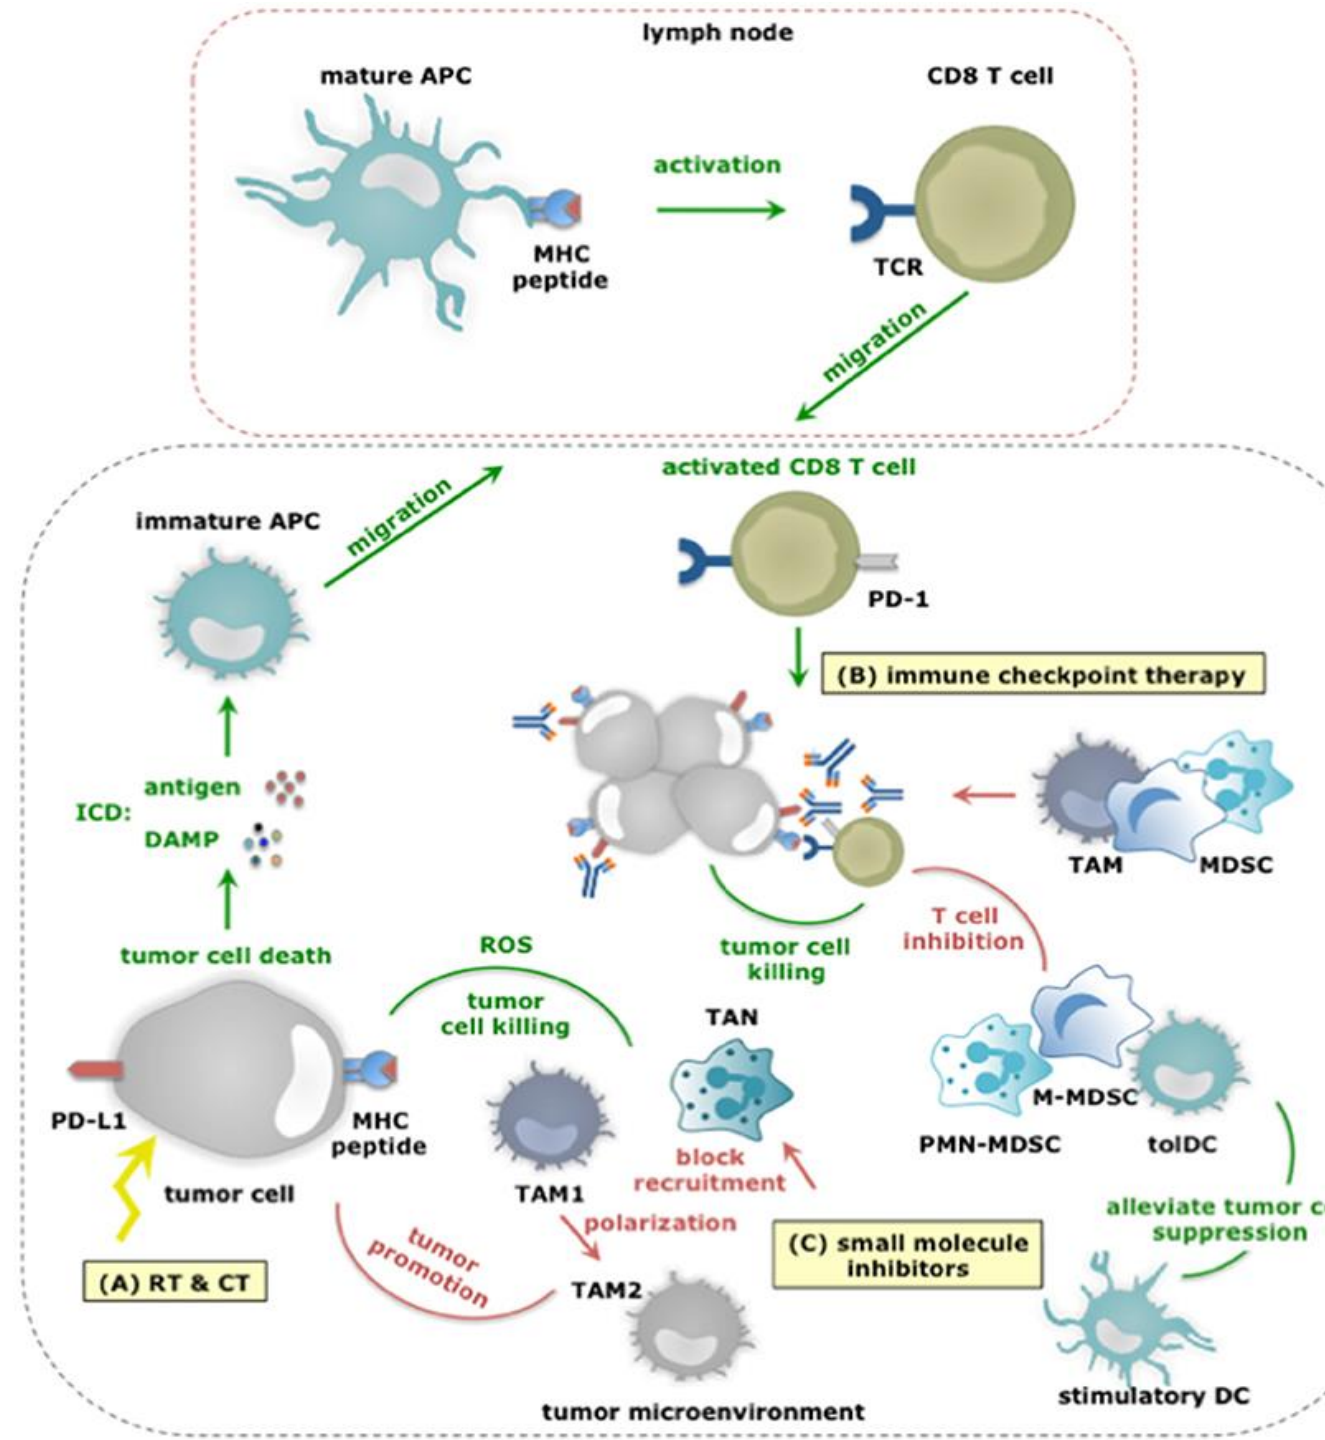 lymph node
mature APC
CD8 T cell
activation
MHC
peptide
TCR
migration
activated CD8 T cell
migration
immature APC
PD-1
(B) immune checkpoint therapy
antigen
ICD:
DAMP
TAM
MDSC
T cell
inhibition
tumor cell death
ROS
tumor cell
killing
tumor
cell killing
TAN
PD-L1
MHC
peptide
M-MDSC
PMN-MDSC
tolDC
block
recruitment
tumor cell
TAM1
polarization
alleviate tumor c
suppression
(C) small molecule
inhibitors
tumor
promotion
(A) RT & CT
TAM2
stimulatory DC
tumor microenvironment